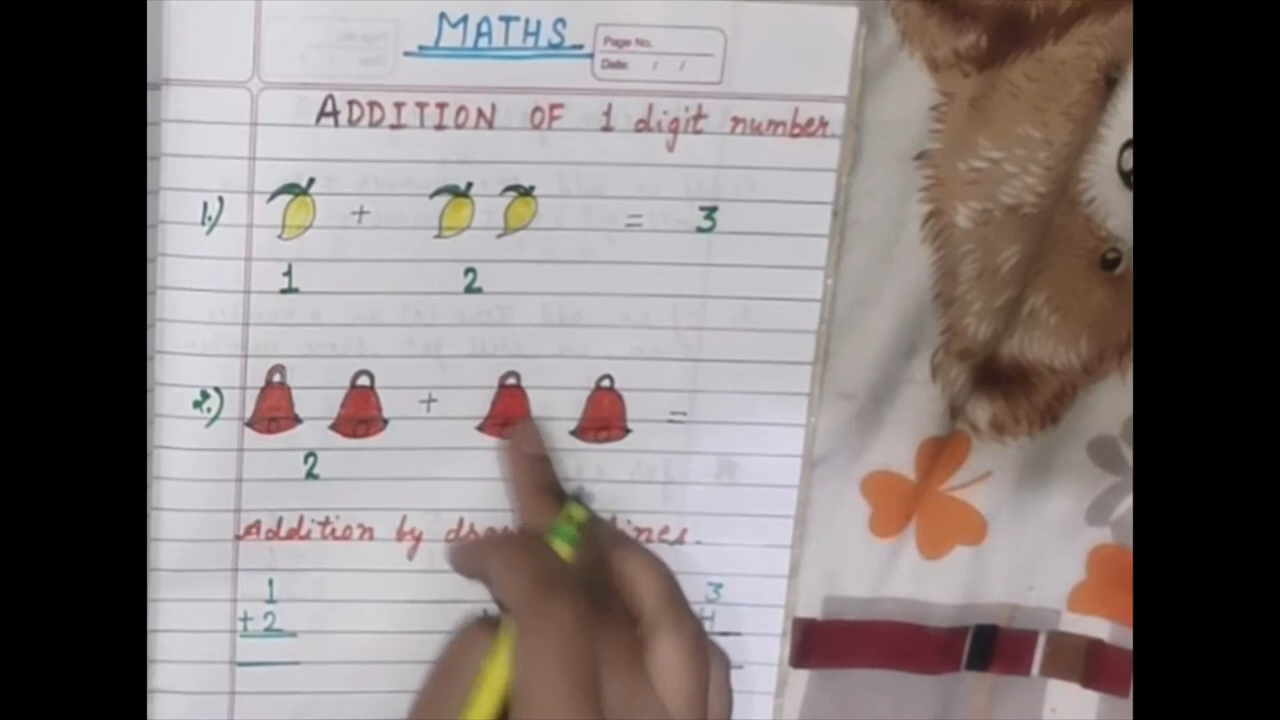 MATHS
Page No.
Date: / /
ADDITION OF 1 digit number
1.) + = 3
1 2
2.) + =
2
Addition by
1 3
+2 4